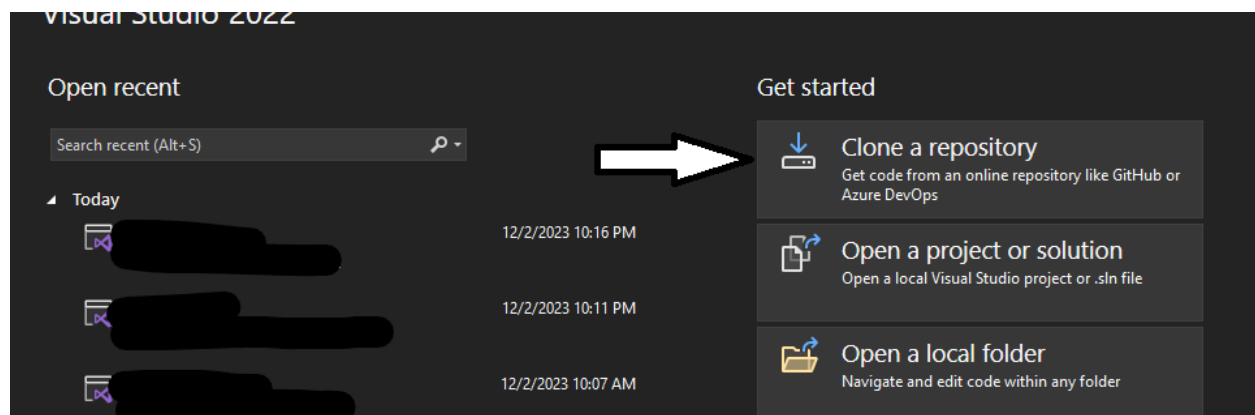 Visual Studio 2022
Open recent
Search recent (Alt+S)
Today
12/2/2023 10:16 PM
12/2/2023 10:11 PM
12/2/2023 10:07 AM
Get started
Clone a repository
Get code from an online repository like GitHub or
Azure DevOps
Open a project or solution
Open a local Visual Studio project or .sln file
Open a local folder
Navigate and edit code within any folder